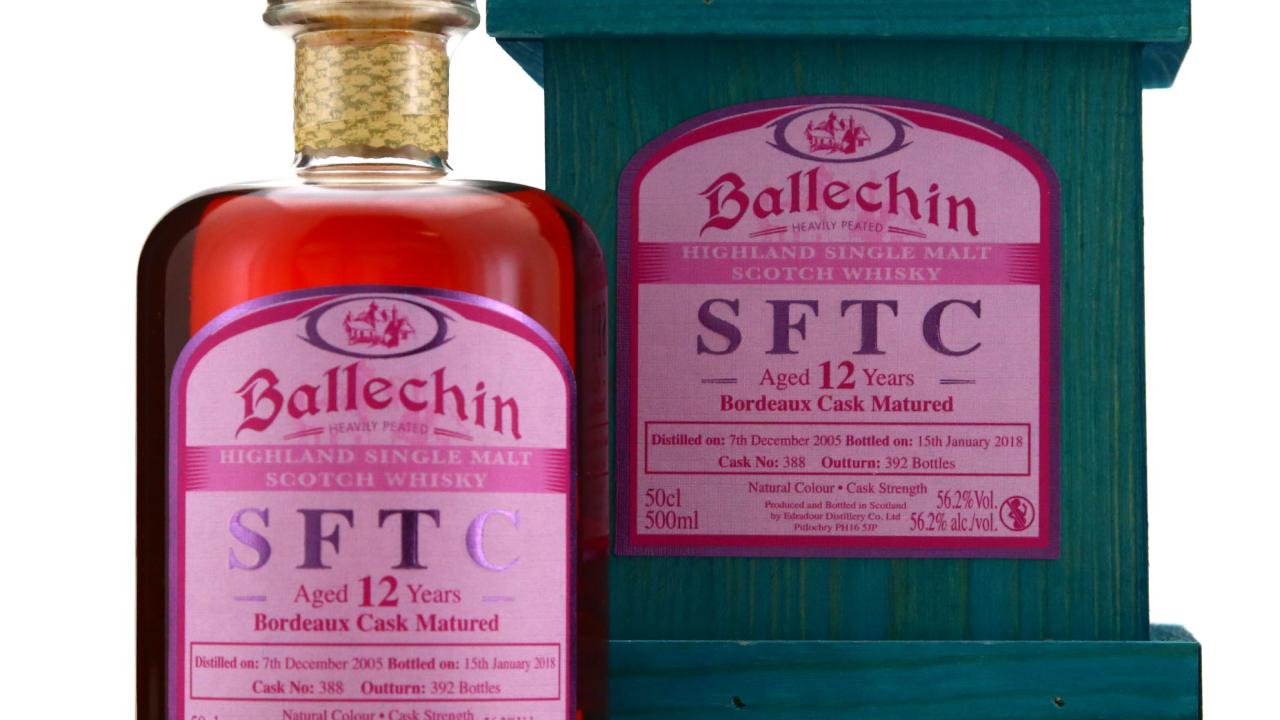 Ballechin
HEAVILY PEATED
HIGHLAND SINGLE MALT
SCOTCH WHISKY
SFTC
Aged 12 Years
Bordeaux Cask Matured
Distilled on: 7th December 2005 Bottled on: 15th January 2018
Cask No: 388 Outturn: 392 Bottles
Natural Colour • Cask Strength
Ballechin
HEAVILY PEATED
HIGHLAND SINGLE MALT
SCOTCH WHISKY
SFTC
Aged 12 Years
Bordeaux Cask Matured
Distilled on: 7th December 2005 Bottled on: 15th January 2018
Cask No: 388 Outturn: 392 Bottles
Natural Colour • Cask Strength
50cl
500ml
Produced and Bottled in Scotland
by Edradour Distillery Co. Ltd
Pitlochry PH16 5JP
56.2%Vol.
56.2% alc./vol.